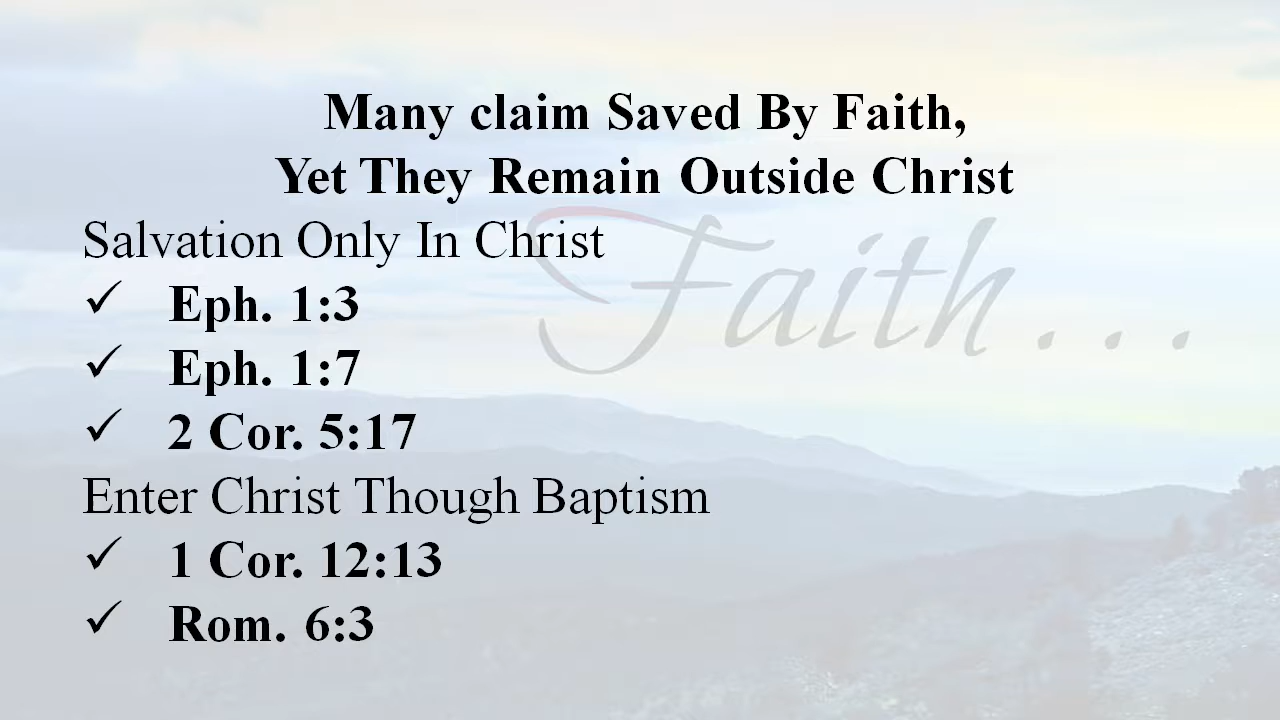 Many claim Saved By Faith,
Yet They Remain Outside Christ
Salvation Only In Christ
Faith...
✓ Eph. 1:3
✓ Eph. 1:7
✓ 2 Cor. 5:17
Enter Christ Though Baptism
✓ 1 Cor. 12:13
✓ Rom. 6:3